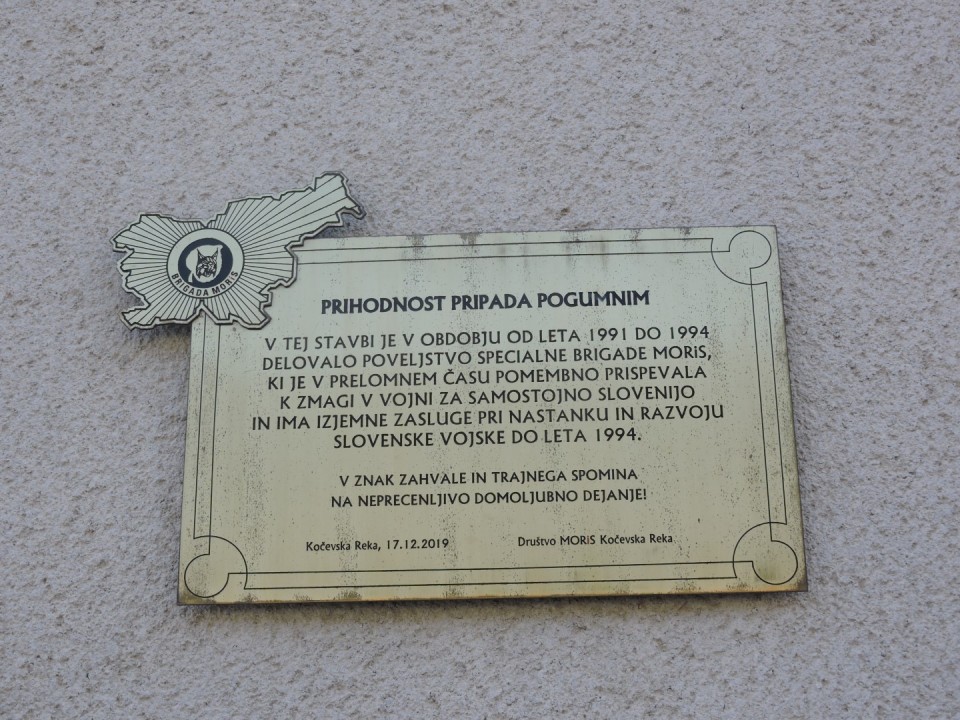 BRIGADA MORiS
PRIHODNOST PRIPADA POGUMNIM
V TEJ STAVBI JE V OBDOBJU OD LETA 1991 DO 1994
DELOVALO POVELJSTVO SPECIALNE BRIGADE MORiS,
KI JE V PRELOMNEM ČASU POMEMBNO PRISPEVALA
K ZMAGI V VOJNI ZA SAMOSTOJNO SLOVENIJO
IN IMA IZJEMNE ZASLUGE PRI NASTANKU IN RAZVOJU
SLOVENSKE VOJSKE DO LETA 1994.
V ZNAK ZAHVALE IN TRAJNEGA SPOMINA
NA NEPRECENLJIVO DOMOLJUBNO DEJANJE!
Kočevska Reka, 17.12.2019 Društvo MORiS Kočevska Reka